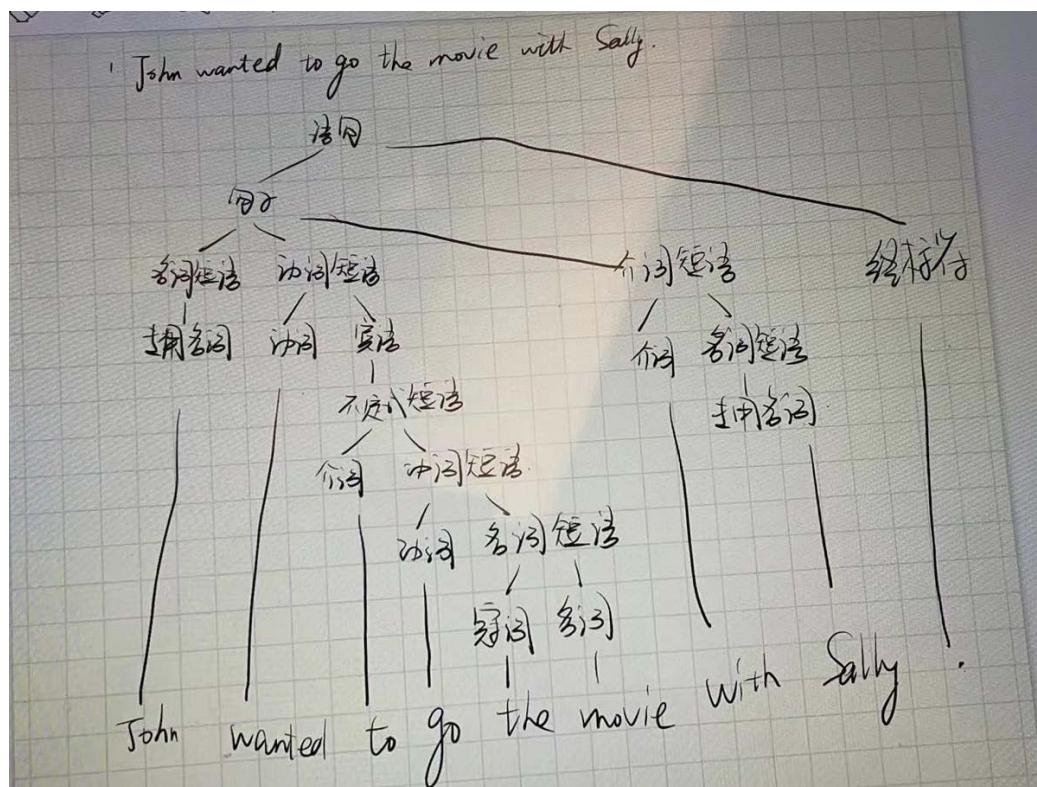 John wanted to go the movie with Sally.
语句
句子
名词短语 动词短语 介词短语 终标符
专用名词 动词 宾语 介词 名词短语
不定式短语 专用名词
介词 动词短语
动词 名词短语
冠词 名词
John wanted to go the movie with Sally .